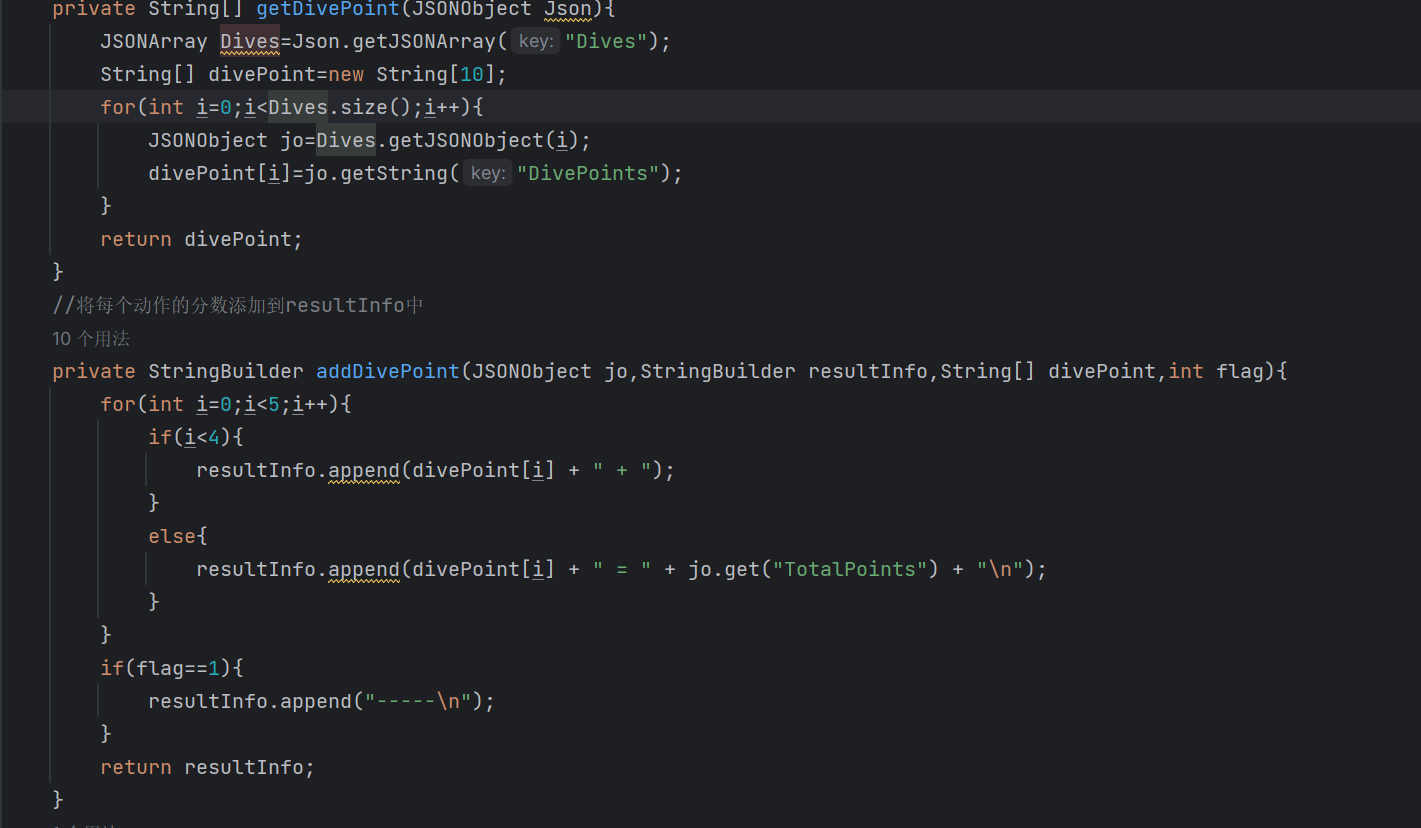 private String[] getDivePoint(JSONObject Json){
JSONArray Dives=Json.getJSONArray( key: "Dives");
String[] divePoint=new String[10];
for(int i=0;i<Dives.size();i++){
JSONObject jo=Dives.getJSONObject(i);
divePoint[i]=jo.getString( key: "DivePoints");
}
return divePoint;
}
//将每个动作的分数添加到resultInfo中
10 个用法
private StringBuilder addDivePoint(JSONObject jo,StringBuilder resultInfo,String[] divePoint,int flag){
for(int i=0;i<5;i++){
if(i<4){
resultInfo.append(divePoint[i] + " + ");
}
else{
resultInfo.append(divePoint[i] + " = " + jo.get("TotalPoints") + "\n");
}
}
if(flag==1){
resultInfo.append("-----\n");
}
return resultInfo;
}